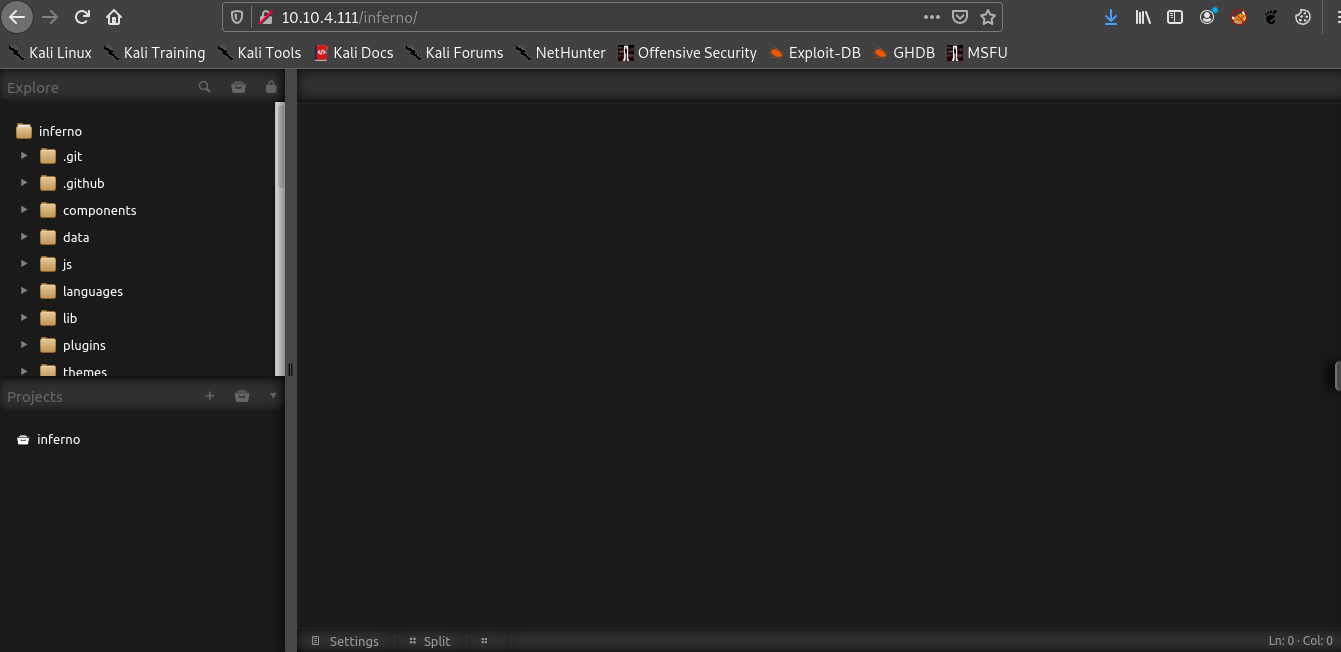 10.10.4.111/inferno/
Kali Linux Kali Training Kali Tools Kali Docs Kali Forums NetHunter Offensive Security Exploit-DB GHDB MSFU
Explore
inferno
.git
.github
components
data
js
languages
lib
plugins
themes
Projects
inferno
Settings Split Ln: 0 · Col: 0